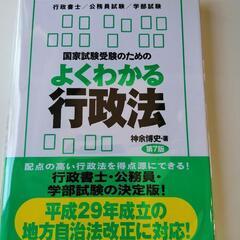 行政書士／公務員試験／学部試験
国家試験受験のための
よくわかる
行政法
神余博史・著
第7版
配点の高い行政法を得点源にできる!
行政書士・公務員・
学部試験の決定版!
平成29年成立の
地方自治法改正に対応!